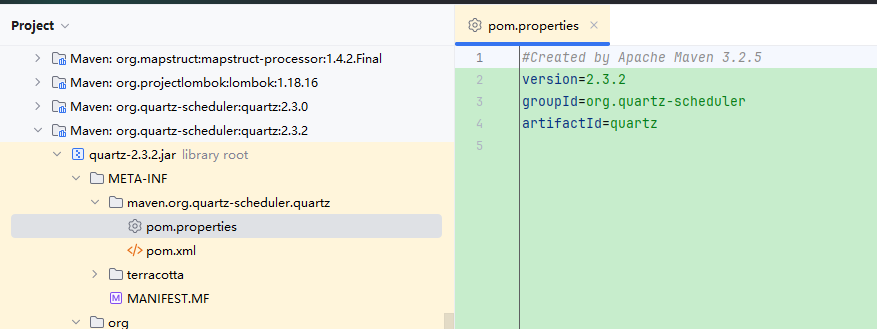 Project
pom.properties
Maven: org.mapstruct:mapstruct-processor:1.4.2.Final
Maven: org.projectlombok:lombok:1.18.16
Maven: org.quartz-scheduler:quartz:2.3.0
Maven: org.quartz-scheduler:quartz:2.3.2
quartz-2.3.2.jar library root
META-INF
maven.org.quartz-scheduler.quartz
pom.properties
pom.xml
terracotta
MANIFEST.MF
org
1 #Created by Apache Maven 3.2.5
2 version=2.3.2
3 groupId=org.quartz-scheduler
4 artifactId=quartz
5